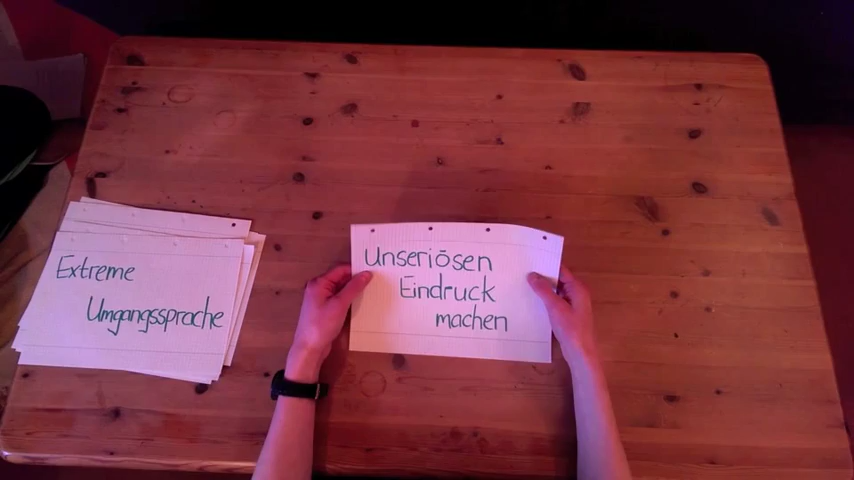 Extreme
Umgangssprache
Unseriösen
Eindruck
machen